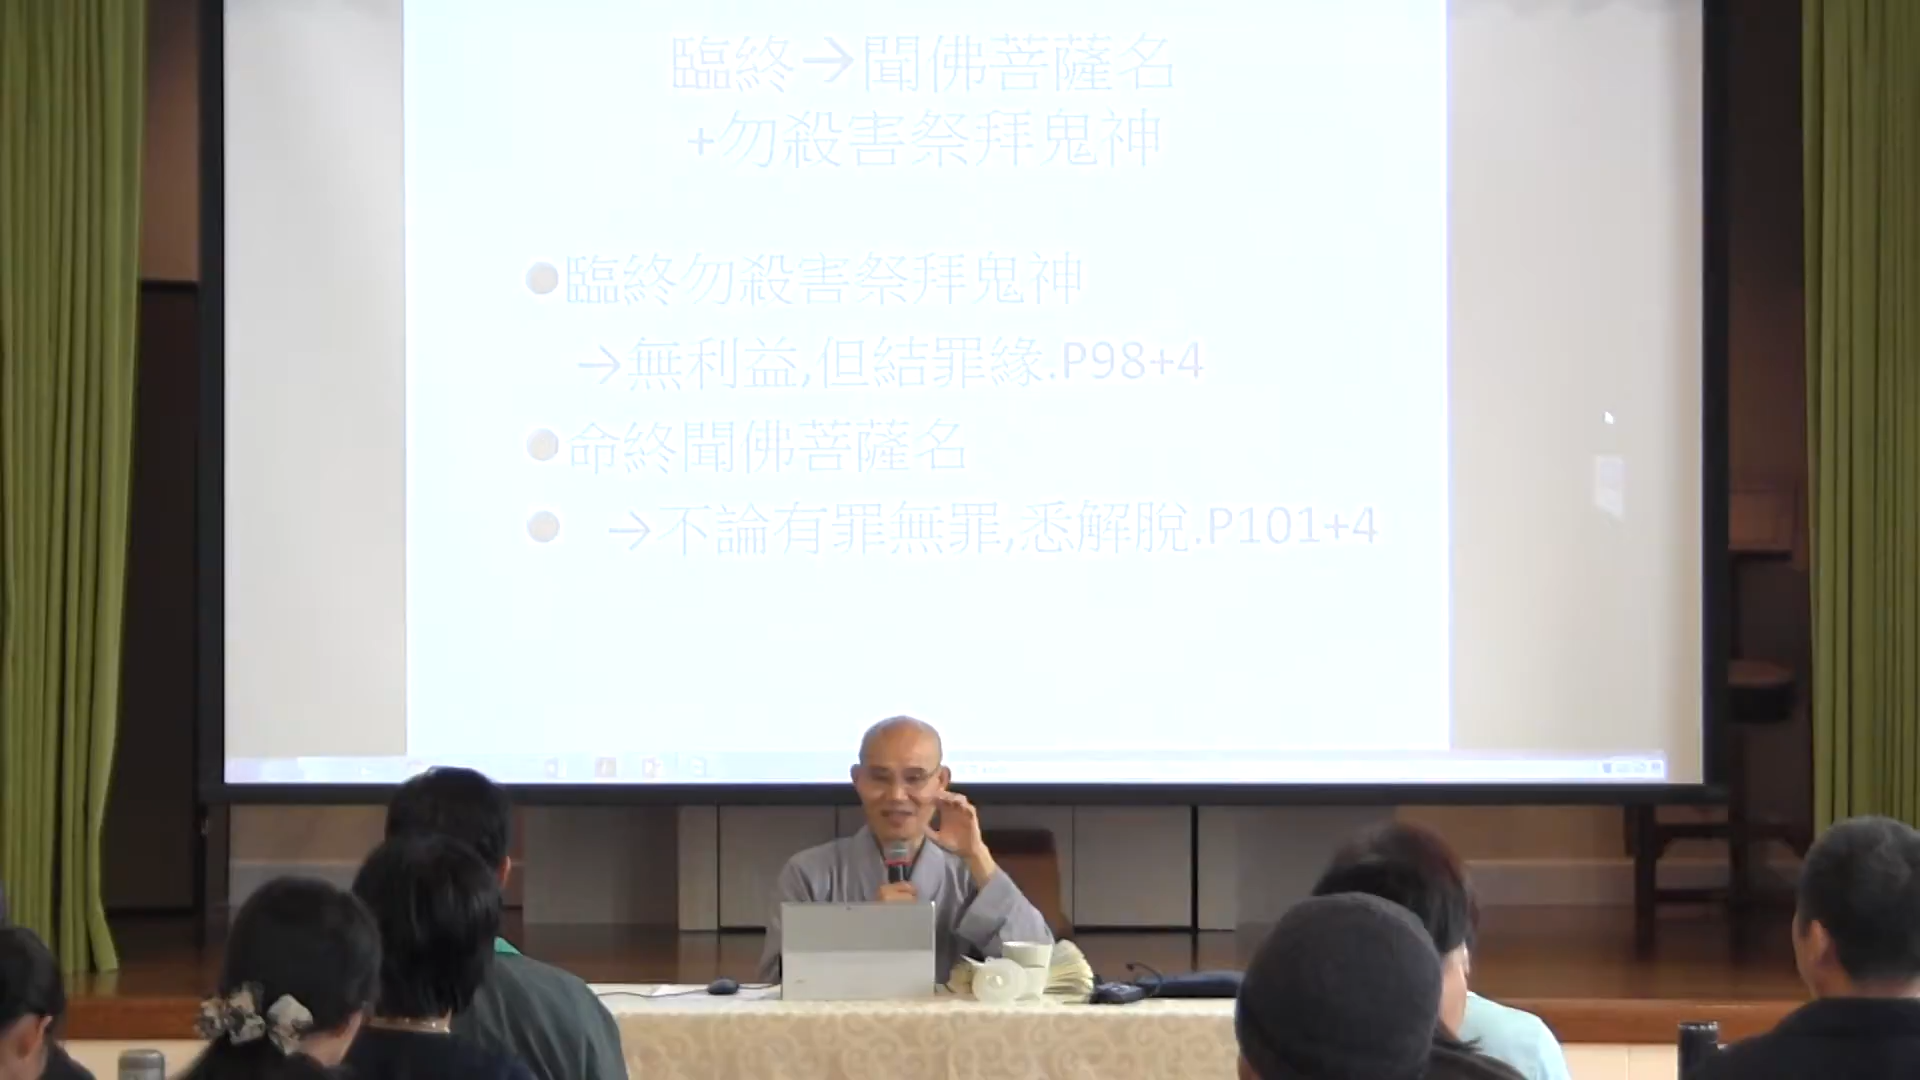 臨終→聞佛菩薩名
+勿殺害祭拜鬼神
●臨終勿殺害祭拜鬼神
→無利益,但結罪緣.P98+4
●命終聞佛菩薩名
● →不論有罪無罪,悉解脫.P101+4